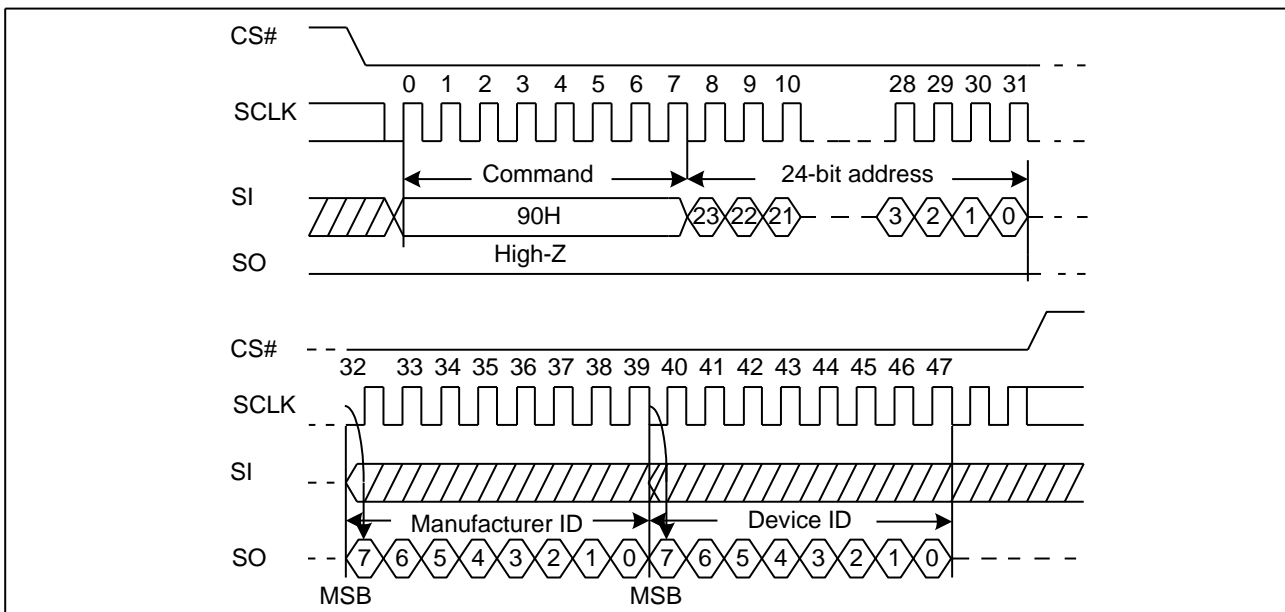 CS#
0 1 2 3 4 5 6 7 8 9 10 28 29 30 31
SCLK
Command 24-bit address
SI
90H 23 22 21 3 2 1 0
High-Z
SO
CS#
32 33 34 35 36 37 38 39 40 41 42 43 44 45 46 47
SCLK
SI
Manufacturer ID Device ID
SO 7 6 5 4 3 2 1 0 7 6 5 4 3 2 1 0
MSB MSB